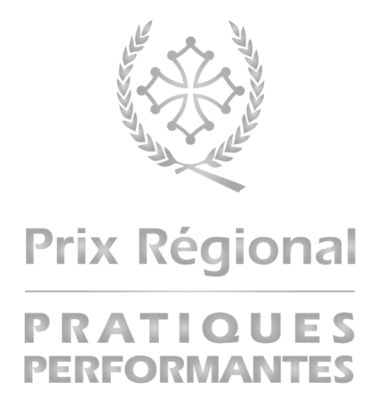 Prix Régional
PRATIQUES
PERFORMANTES